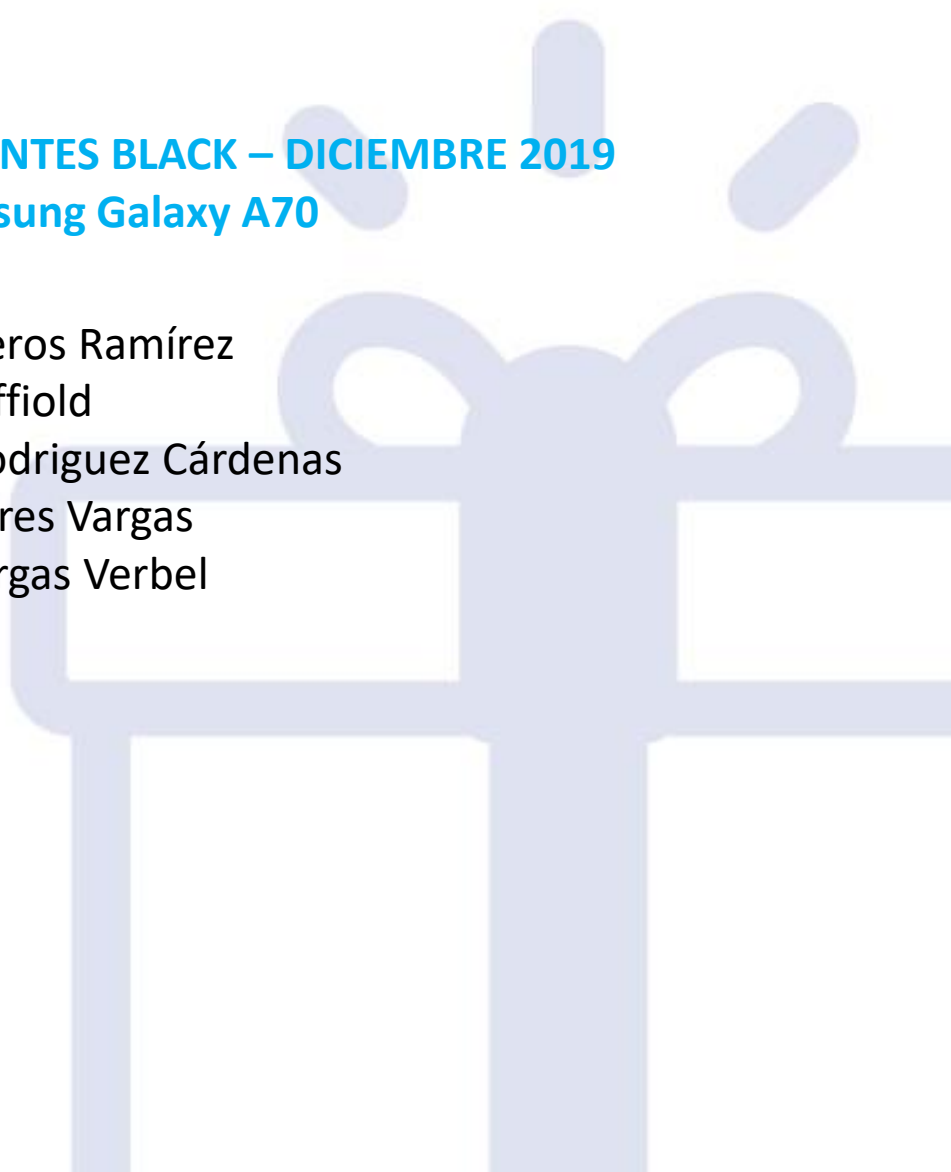 NTES BLACK – DICIEMBRE 2019
sung Galaxy A70
eros Ramírez
ffiold
odriguez Cárdenas
res Vargas
rgas Verbel